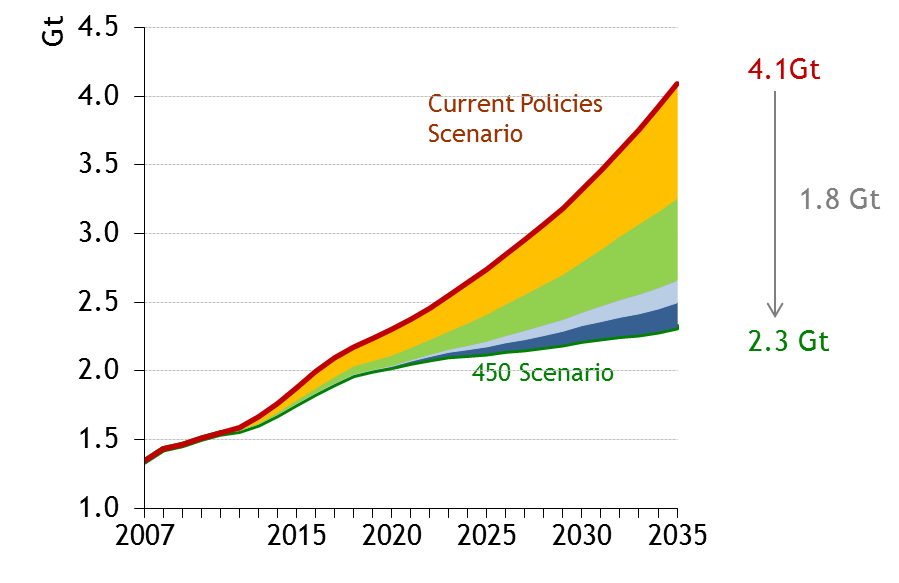 Gt
4.5
4.0
3.5
3.0
2.5
2.0
1.5
1.0
2007 2015 2020 2025 2030 2035
Current Policies
Scenario
450 Scenario
4.1Gt
1.8 Gt
2.3 Gt